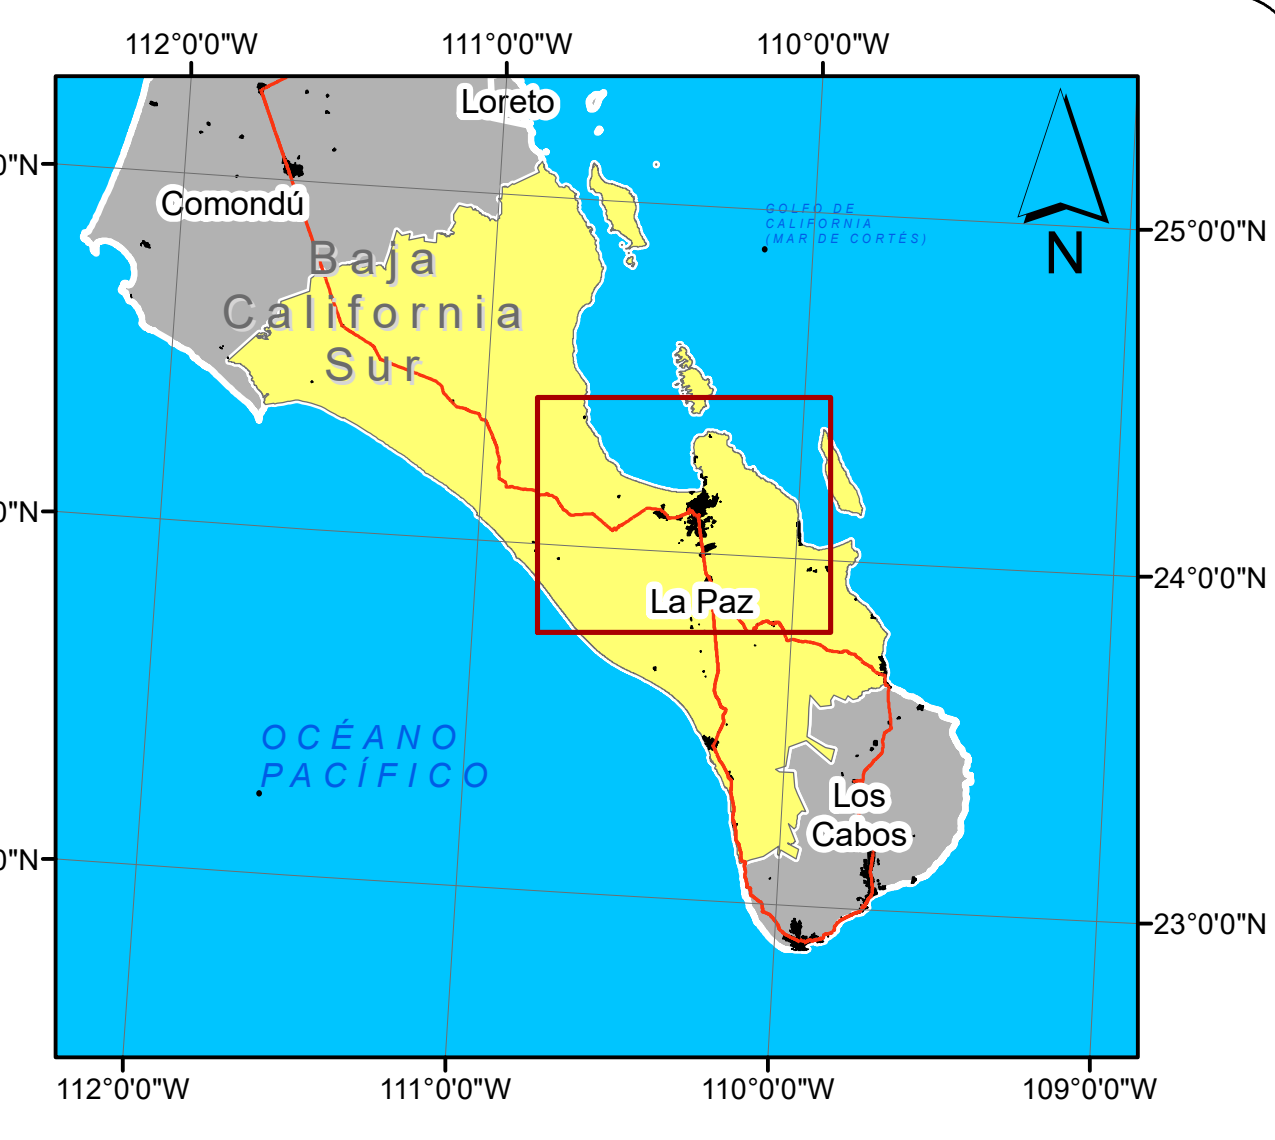 112°0'0"W
111°0'0"W
110°0'0"W
Loreto
0"N
Comondú
GOLFO DE
CALIFORNIA
(MAR DE CORTÉS)
25°0'0"N
N
Baja
California
Sur
0"N
24°0'0"N
La Paz
OCÉANO
PACÍFICO
Los
Cabos
0"N
23°0'0"N
112°0'0"W
111°0'0"W
110°0'0"W
109°0'0"W